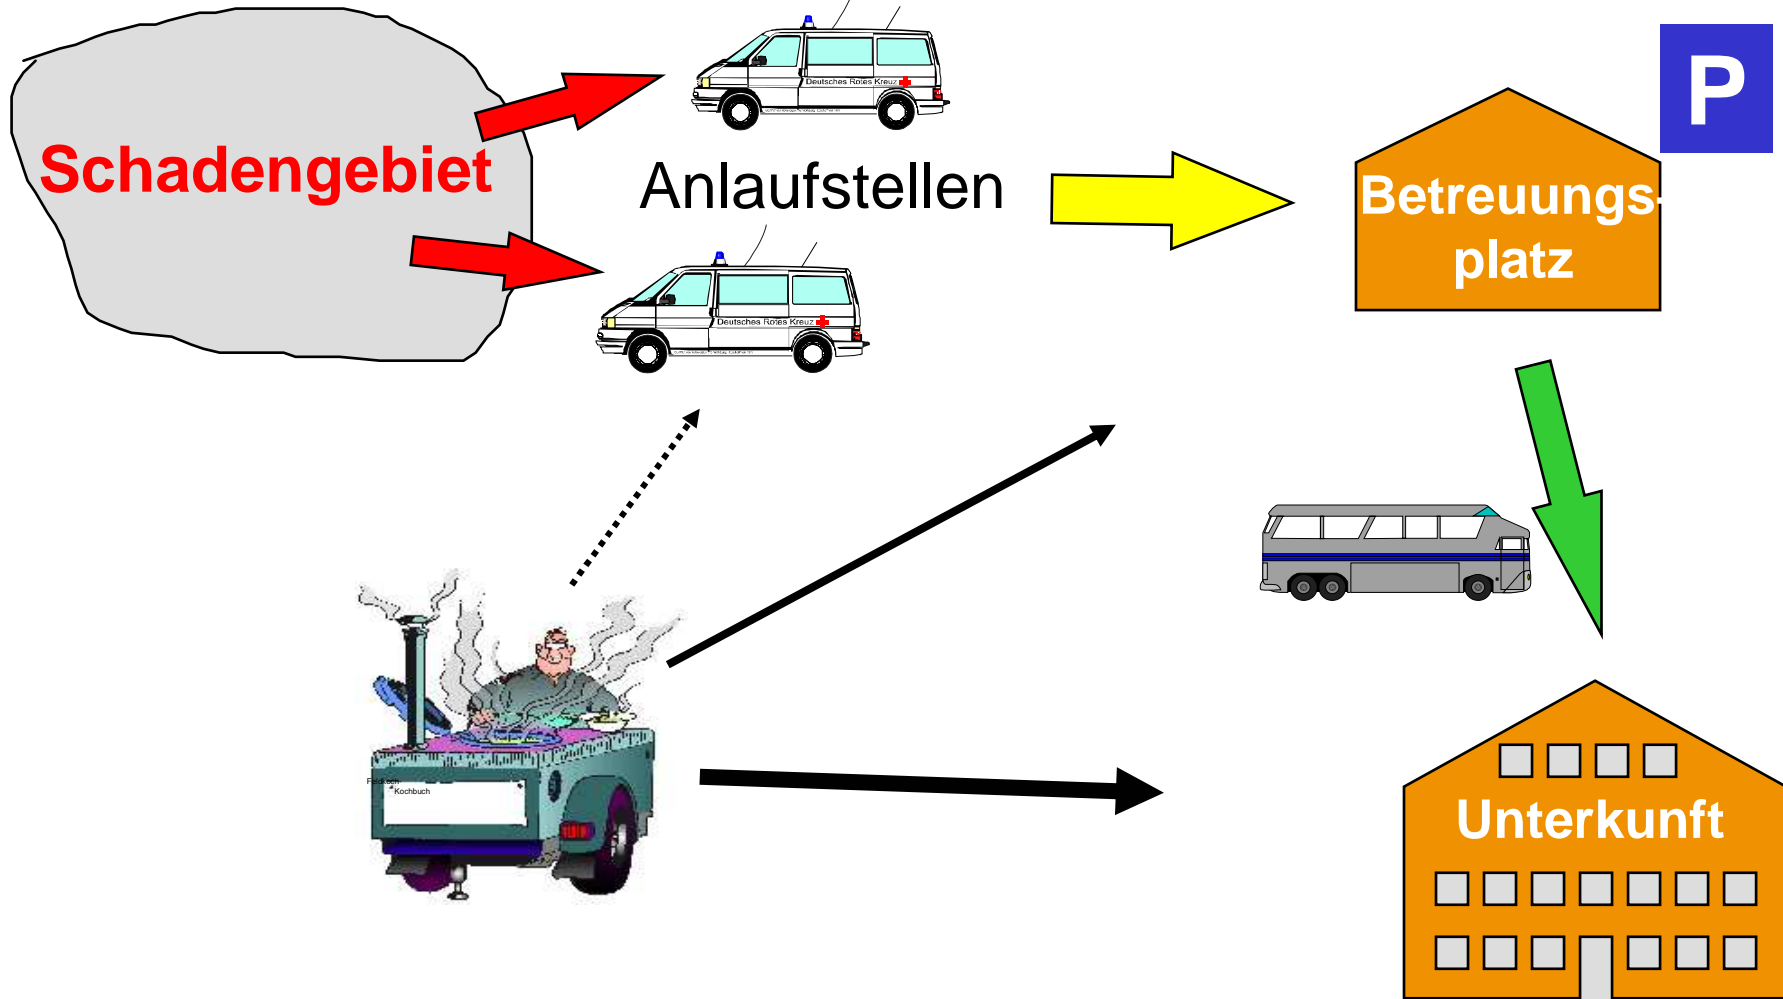 Deutsches Rotes Kreuz
P
Schadengebiet
Anlaufstellen
Betreuungs-
platz
Deutsches Rotes Kreuz
Kochbuch
Unterkunft